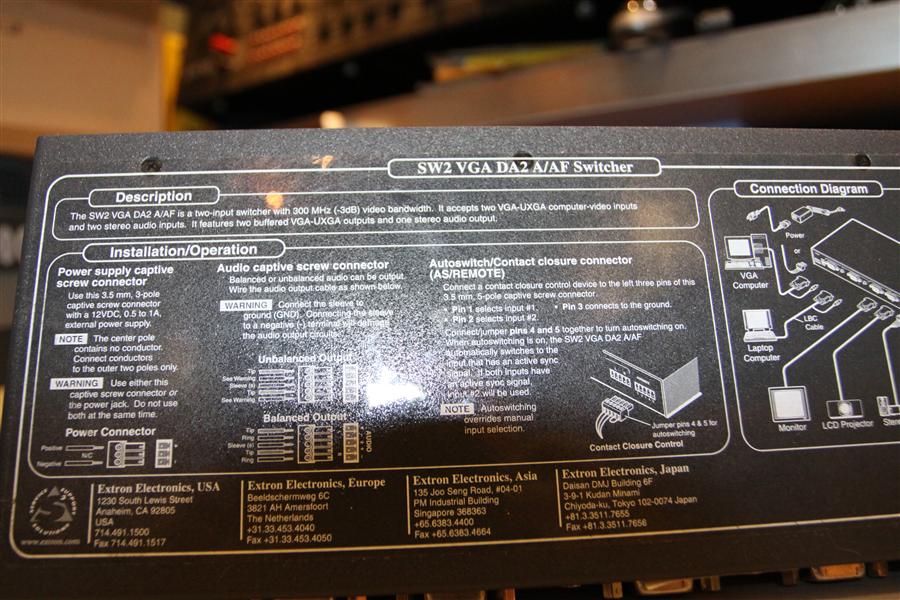 SW2 VGA DA2 A/AF Switcher
Description
The SW2 VGA DA2 A/AF is a two-input switcher with 300 MHz (-3dB) video bandwidth. It accepts two VGA-UXGA computer-video inputs
and two stereo audio inputs. It features two buffered VGA-UXGA outputs and one stereo audio output.
Installation/Operation
Power supply captive
screw connector
Use this 3.5 mm, 3-pole
captive screw connector
with a 12VDC, 0.5 to 1A,
external power supply.
NOTE The center pole
contains no conductor.
Connect conductors
to the outer two poles only.
WARNING Use either this
captive screw connector or
the power jack. Do not use
both at the same time.
Power Connector
Positive
N/C
Negative
Audio captive screw connector
Balanced or unbalanced audio can be output.
Wire the audio output cable as shown below.
WARNING Connect the sleeve to
ground (GND). Connecting the sleeve
to a negative (-) terminal will damage
the audio output circuits.
Unbalanced Output
Tip
See Warning
Sleeve (s)
Tip
See Warning
Balanced Output
Tip
Ring
Sleeve (s)
Tip
Ring
AUDIO
Autoswitch/Contact closure connector
(AS/REMOTE)
Connect a contact closure control device to the left three pins of this
3.5 mm, 5-pole captive screw connector.
• Pin 1 selects input #1. • Pin 3 connects to the ground.
• Pin 2 selects input #2.
Connect/jumper pins 4 and 5 together to turn autoswitching on.
When autoswitching is on, the SW2 VGA DA2 A/AF
automatically switches to the
input that has an active sync
signal. If both inputs have
an active sync signal,
input #2 will be used.
NOTE Autoswitching
overrides manual
input selection.
Jumper pins 4 & 5 for
autoswitching
Contact Closure Control
Connection Diagram
Power
or
VGA
Computer
LBC
Cable
Laptop
Computer
Monitor
LCD Projector
www.extron.com
Extron Electronics, USA
1230 South Lewis Street
Anaheim, CA 92805
USA
714.491.1500
Fax 714.491.1517
Extron Electronics, Europe
Beeldschermweg 6C
3821 AH Amersfoort
The Netherlands
+31.33.453.4040
Fax +31.33.453.4050
Extron Electronics, Asia
135 Joo Seng Road, #04-01
PM Industrial Building
Singapore 368363
+65.6383.4400
Fax +65.6383.4664
Extron Electronics, Japan
Daisan DMJ Building 6F
3-9-1 Kudan Minami
Chiyoda-ku, Tokyo 102-0074 Japan
+81.3.3511.7655
Fax +81.3.3511.7656